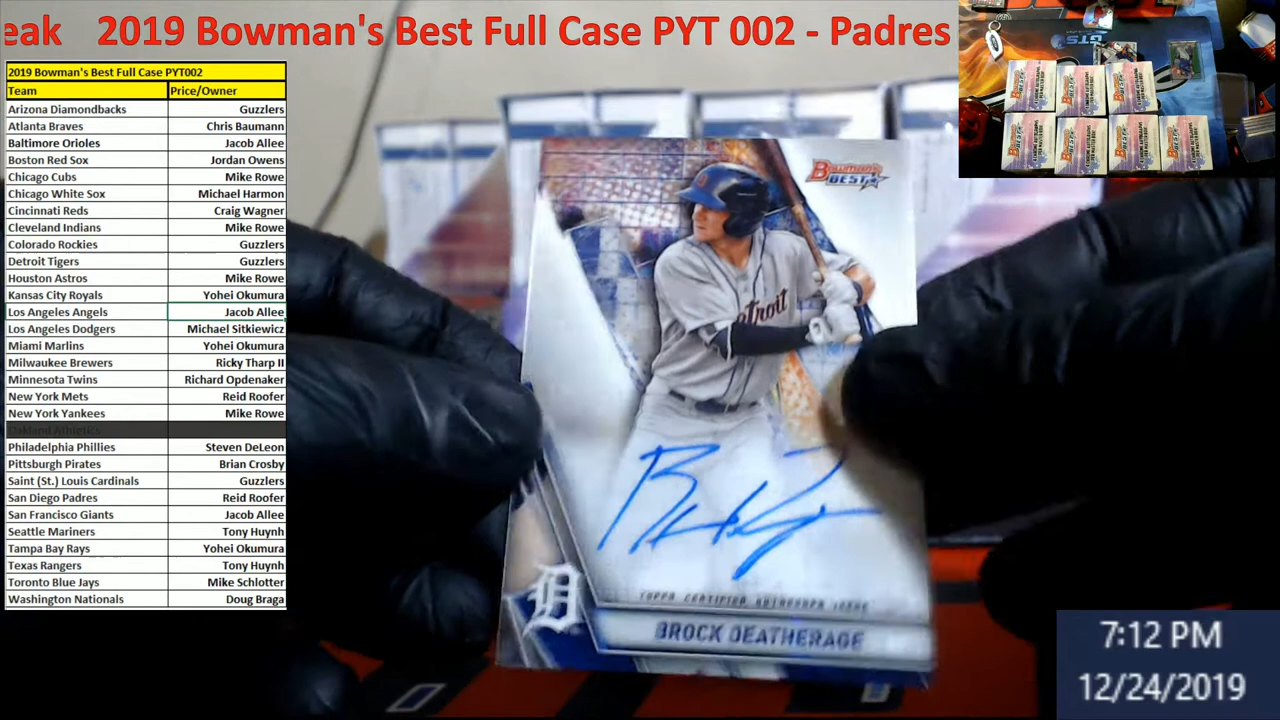 eak 2019 Bowman's Best Full Case PYT 002 - Padres
2019 Bowman's Best Full Case PYT002
Team Price/Owner
Arizona Diamondbacks Guzzlers
Atlanta Braves Chris Baumann
Baltimore Orioles Jacob Allee
Boston Red Sox Jordan Owens
Chicago Cubs Mike Rowe
Chicago White Sox Michael Harmon
Cincinnati Reds Craig Wagner
Cleveland Indians Mike Rowe
Colorado Rockies Guzzlers
Detroit Tigers Guzzlers
Houston Astros Mike Rowe
Kansas City Royals Yohei Okumura
Los Angeles Angels Jacob Allee
Los Angeles Dodgers Michael Sitkiewicz
Miami Marlins Yohei Okumura
Milwaukee Brewers Ricky Tharp II
Minnesota Twins Richard Opdenaker
New York Mets Reid Roofer
New York Yankees Mike Rowe
Oakland Athletics
Philadelphia Phillies Steven DeLeon
Pittsburgh Pirates Brian Crosby
Saint (St.) Louis Cardinals Guzzlers
San Diego Padres Reid Roofer
San Francisco Giants Jacob Allee
Seattle Mariners Tony Huynh
Tampa Bay Rays Yohei Okumura
Texas Rangers Tony Huynh
Toronto Blue Jays Mike Schlotter
Washington Nationals Doug Braga
Bowman's
BEST
Detroit
D
TOPPS CERTIFIED AUTOGRAPH ISSUE
BROCK DEATHERAGE
GTS
7:12 PM
12/24/2019